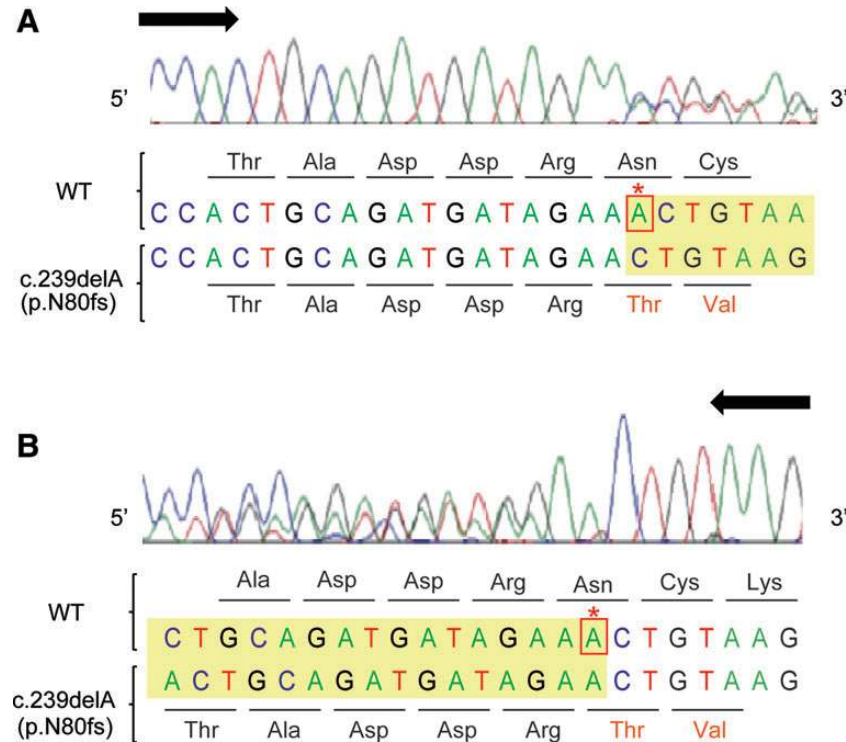 A
5' 3'
Thr Ala Asp Asp Arg Asn Cys
*
WT
C C A C T G C A G A T G A T A G A A A C T G T A A
C C A C T G C A G A T G A T A G A A C T G T A A G
c.239delA
(p.N80fs)
Thr Ala Asp Asp Arg Thr Val
B
5' 3'
Ala Asp Asp Arg Asn Cys Lys
*
WT
C T G C A G A T G A T A G A A A C T G T A A G
A C T G C A G A T G A T A G A A C T G T A A G
c.239delA
(p.N80fs)
Thr Ala Asp Asp Arg Thr Val